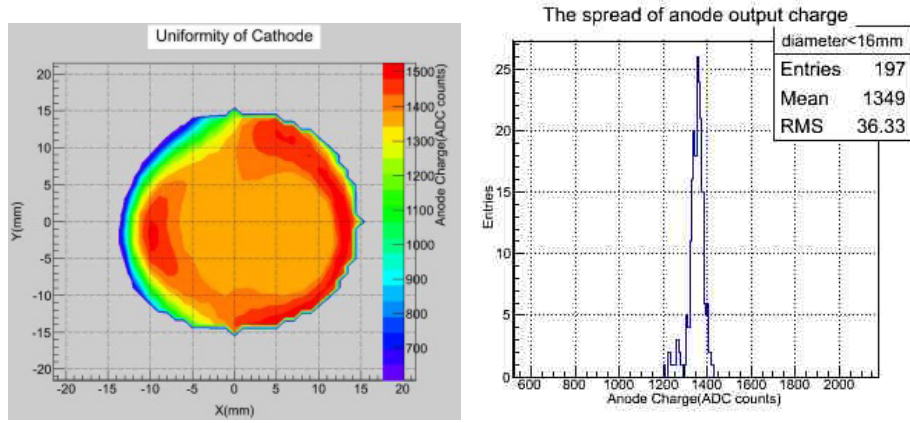 Uniformity of Cathode
20
15
10
5
0
-5
-10
-15
-20
Y(mm)
-20 -15 -10 -5 0 5 10 15 20
X(mm)
1500
1400
1300
1200
1100
1000
900
800
700
Anode Charge(ADC counts)
The spread of anode output charge
diameter<16mm
Entries 197
Mean 1349
RMS 36.33
25
20
15
10
5
0
Entries
600 800 1000 1200 1400 1600 1800 2000
Anode Charge(ADC counts)